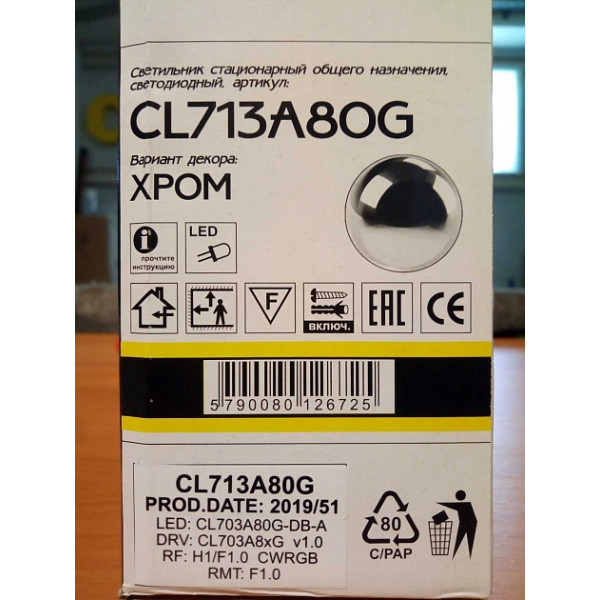 Светильник стационарный общего назначения,
светодиодный, артикул:
CL713A80G
Вариант декора:
ХРОМ
LED
прочтите
инструкцию
F
ВКЛЮЧ.
EAC
CE
5 790080 126725
CL713A80G
PROD.DATE: 2019/51
LED: CL703A80G-DB-A
DRV: CL703A8xG v1.0
RF: H1/F1.0 CWRGB
RMT: F1.0
80
C/PAP